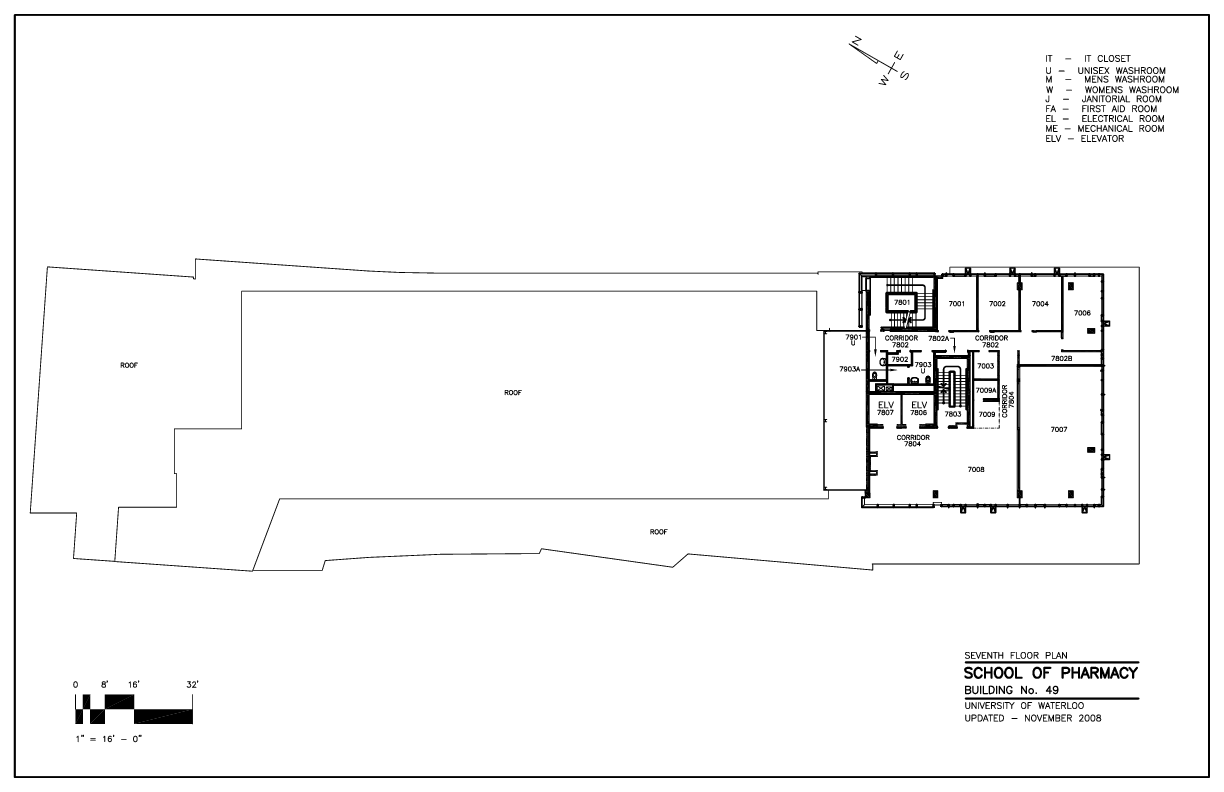 N
E
W
S
IT – IT CLOSET
U – UNISEX WASHROOM
M – MENS WASHROOM
W – WOMENS WASHROOM
J – JANITORIAL ROOM
FA – FIRST AID ROOM
EL – ELECTRICAL ROOM
ME – MECHANICAL ROOM
ELV – ELEVATOR
7801
7001
7002
7004
7006
7901
U
CORRIDOR
7802
7802A
CORRIDOR
7802
7802B
7902
7903
U
7903A
7003
ROOF
ROOF
7009A
CORRIDOR
7804
ELV
7807
ELV
7806
7803
7009
7007
CORRIDOR
7804
7008
ROOF
SEVENTH FLOOR PLAN
SCHOOL OF PHARMACY
BUILDING No. 49
UNIVERSITY OF WATERLOO
UPDATED – NOVEMBER 2008
0 8' 16' 32'
1" = 16' – 0"